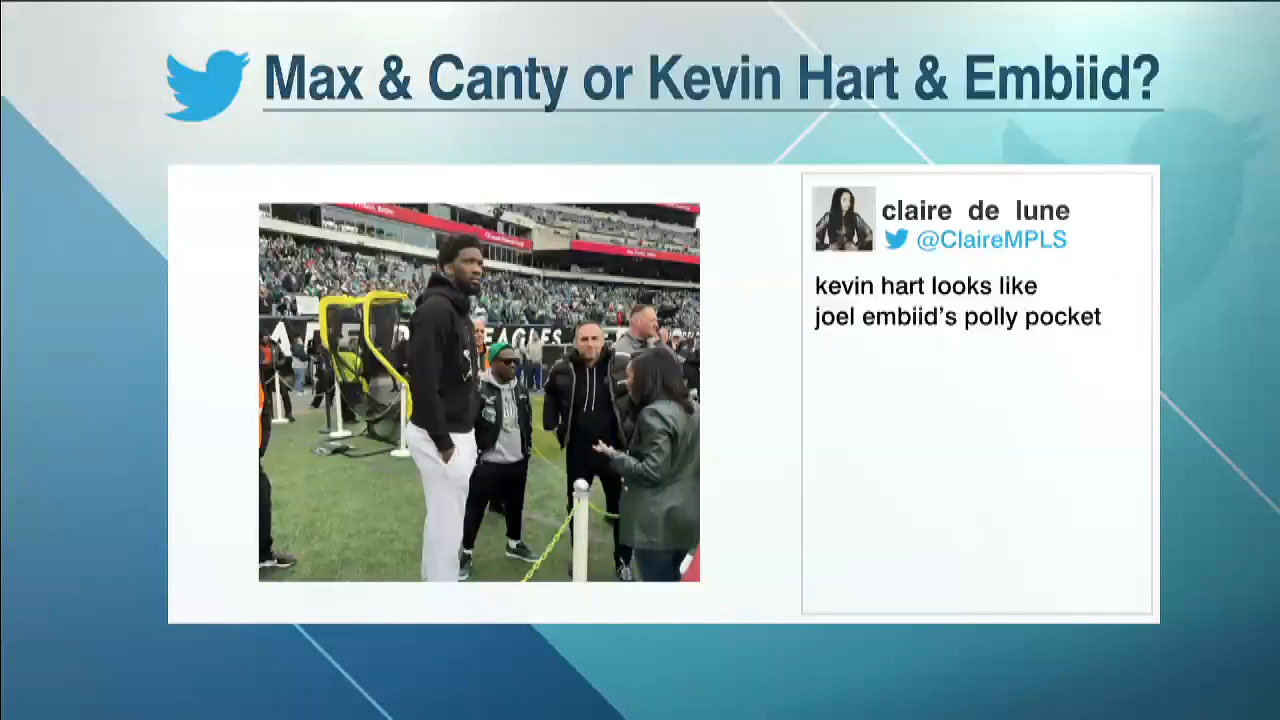 Max & Canty or Kevin Hart & Embiid?
claire de lune
@ClaireMPLS
kevin hart looks like
joel embiid's polly pocket
EAGLES